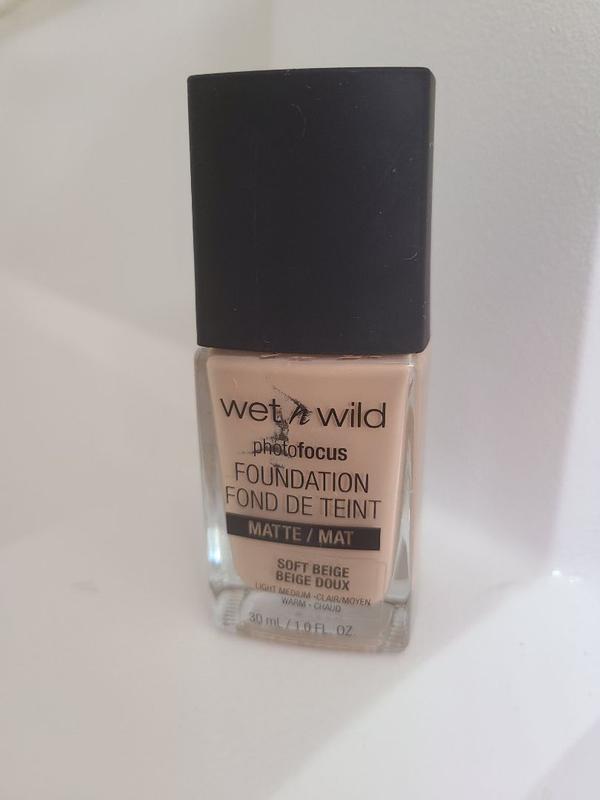 wet n wild
photofocus
FOUNDATION
FOND DE TEINT
MATTE / MAT
SOFT BEIGE
BEIGE DOUX
LIGHT MEDIUM • CLAIR/MOYEN
WARM • CHAUD
30 mL / 1.0 FL. OZ.